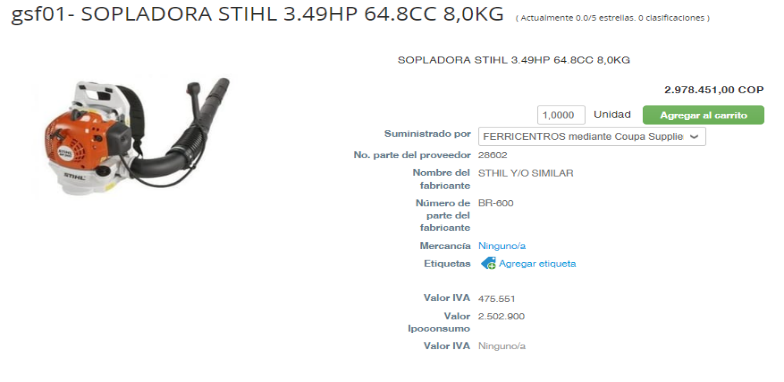 gsf01- SOPLADORA STIHL 3.49HP 64.8CC 8,0KG ( Actualmente 0.0/5 estrellas. 0 clasificaciones )
SOPLADORA STIHL 3.49HP 64.8CC 8,0KG
2.978.451,00 COP
1,0000 Unidad Agregar al carrito
Suministrado por FERRICENTROS mediante Coupa Supplie
No. parte del proveedor 28602
Nombre del fabricante STHIL Y/O SIMILAR
Número de parte del fabricante BR-600
Mercancía Ninguno/a
Etiquetas Agregar etiqueta
Valor IVA 475.551
Valor Ipoconsumo 2.502.900
Valor IVA Ninguno/a
STIHL
STIHL